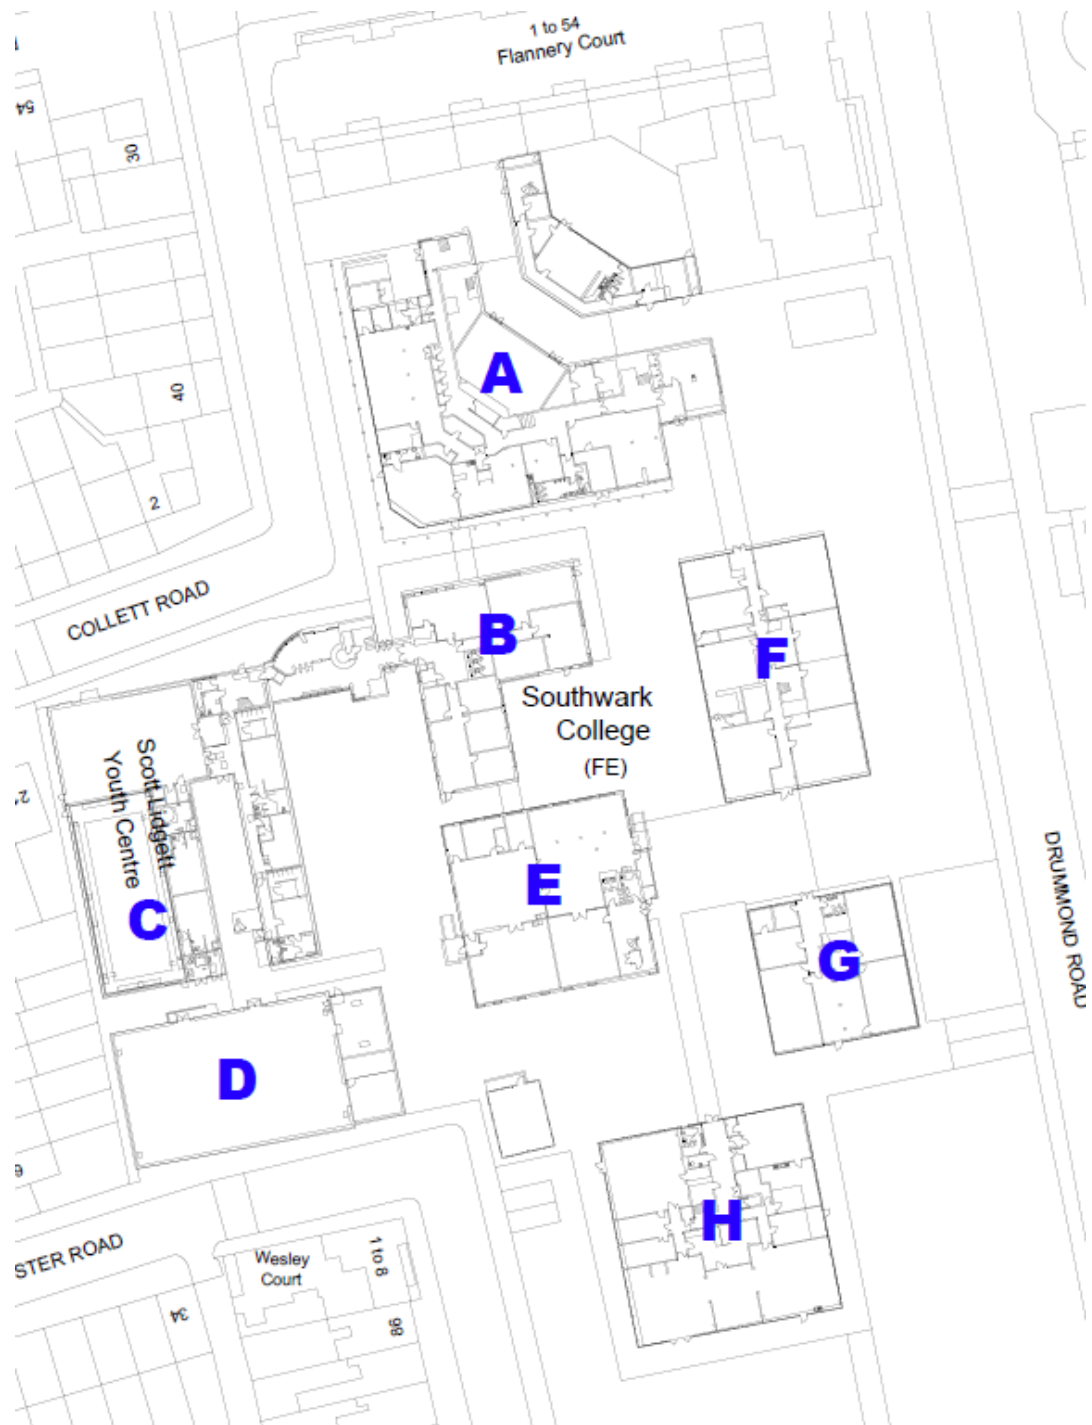 1 to 54
Flannery Court
54
30
40
2
COLLETT ROAD
A
B
F
Southwark
College
(FE)
Scott Lidgett
Youth Centre
C
E
G
DRUMMOND ROAD
D
H
STER ROAD
Wesley
Court
1 to 8
34
98